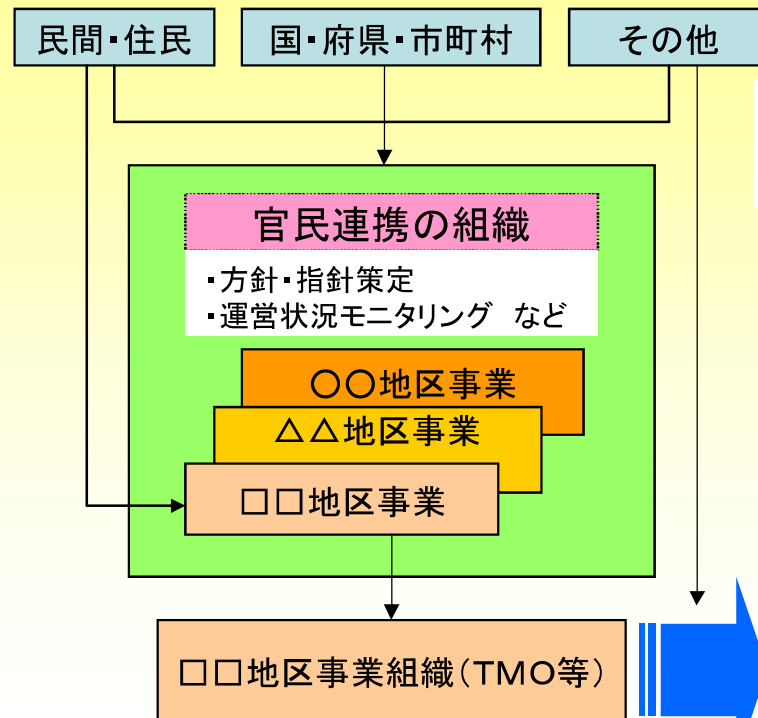 民間・住民
国・府県・市町村
その他
官民連携の組織
・方針・指針策定
・運営状況モニタリング など
○○地区事業
△△地区事業
□□地区事業
□□地区事業組織(TMO等)